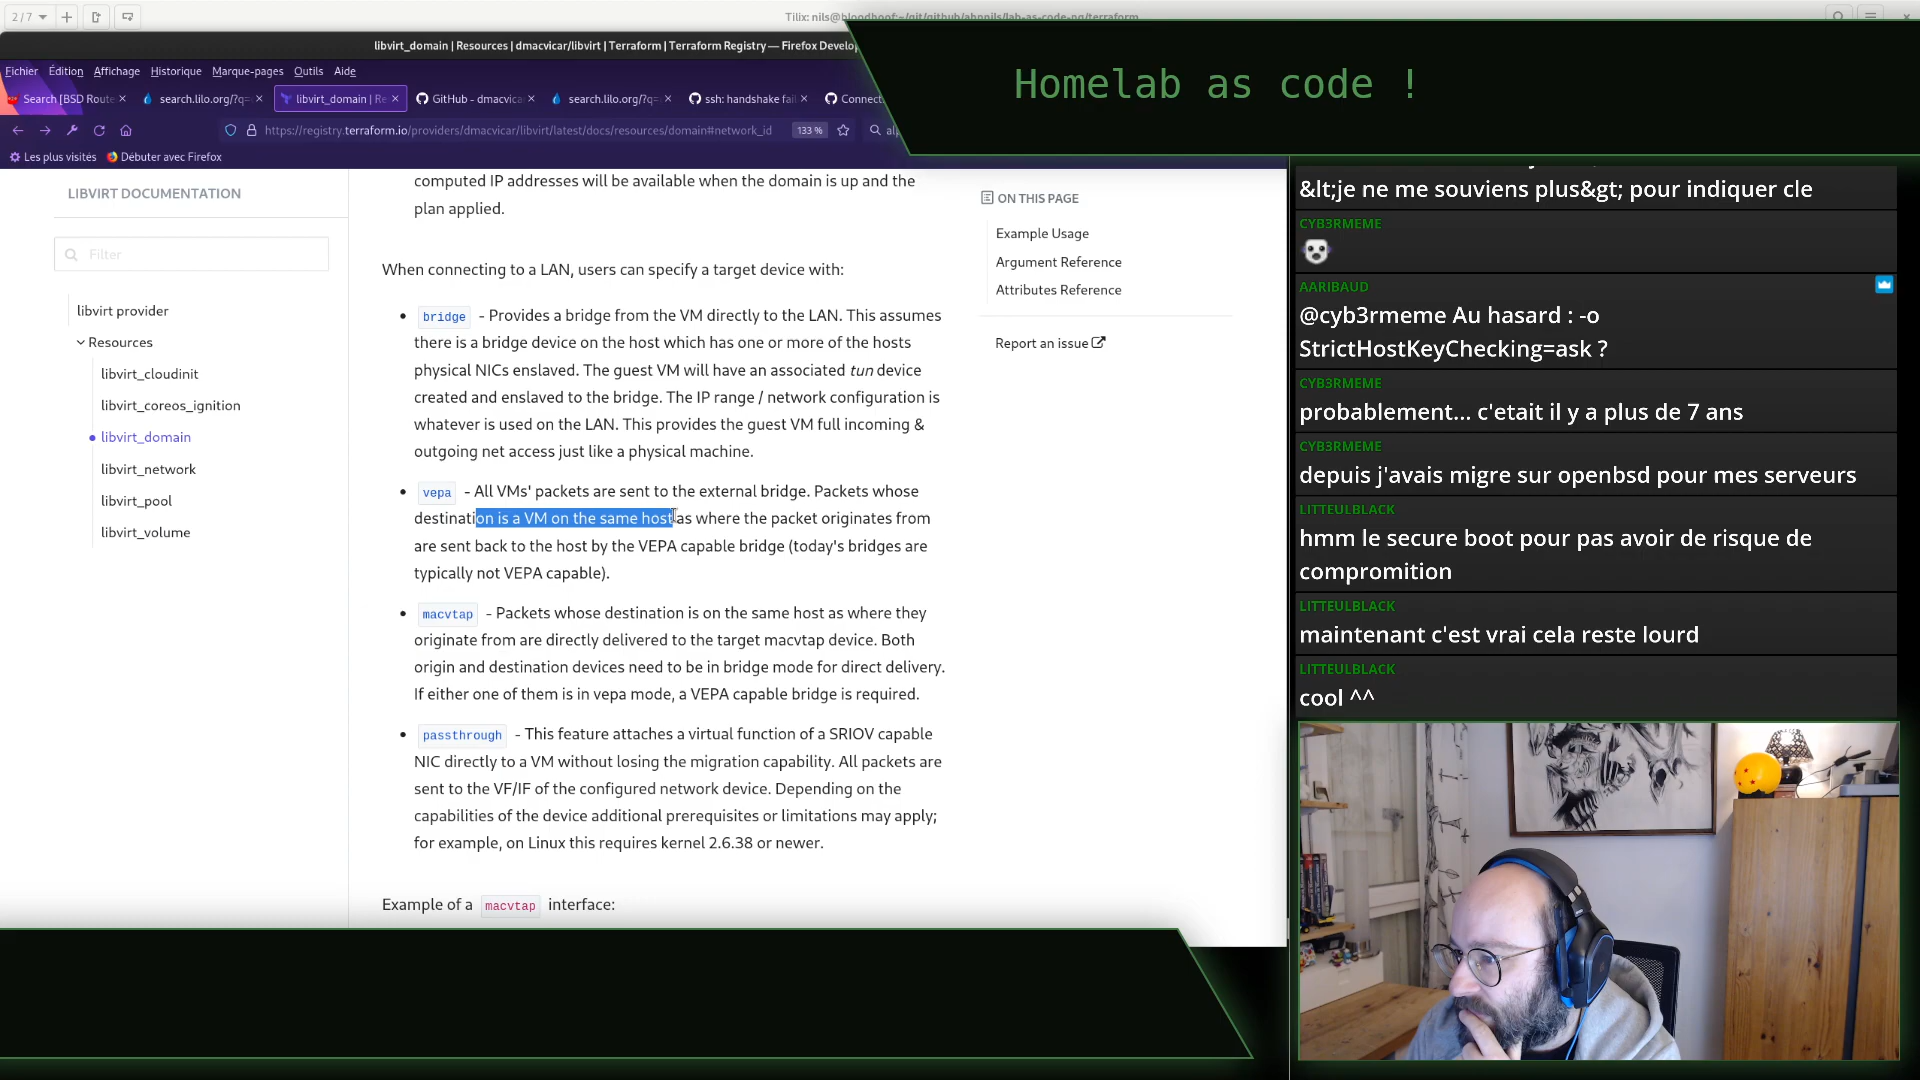 2 / 7
Tilix: nils@bloodhoof:~/git/github/ahpnils/lab-as-code-ng/terraform
libvirt_domain | Resources | dmacvicar/libvirt | Terraform | Terraform Registry — Firefox Develop
Homelab as code !
Fichier Édition Affichage Historique Marque-pages Outils Aide
Search [BSD Route
search.lilo.org/?q=
libvirt_domain | Re
GitHub - dmacvica
search.lilo.org/?q=
ssh: handshake fail
Connect
https://registry.terraform.io/providers/dmacvicar/libvirt/latest/docs/resources/domain#network_id
133 %
Les plus visités
Débuter avec Firefox
LIBVIRT DOCUMENTATION
Filter
libvirt provider
Resources
libvirt_cloudinit
libvirt_coreos_ignition
libvirt_domain
libvirt_network
libvirt_pool
libvirt_volume
computed IP addresses will be available when the domain is up and the
plan applied.
When connecting to a LAN, users can specify a target device with:
bridge - Provides a bridge from the VM directly to the LAN. This assumes
there is a bridge device on the host which has one or more of the hosts
physical NICs enslaved. The guest VM will have an associated tun device
created and enslaved to the bridge. The IP range / network configuration is
whatever is used on the LAN. This provides the guest VM full incoming &
outgoing net access just like a physical machine.
vepa - All VMs' packets are sent to the external bridge. Packets whose
destination is a VM on the same host as where the packet originates from
are sent back to the host by the VEPA capable bridge (today's bridges are
typically not VEPA capable).
macvtap - Packets whose destination is on the same host as where they
originate from are directly delivered to the target macvtap device. Both
origin and destination devices need to be in bridge mode for direct delivery.
If either one of them is in vepa mode, a VEPA capable bridge is required.
passthrough - This feature attaches a virtual function of a SRIOV capable
NIC directly to a VM without losing the migration capability. All packets are
sent to the VF/IF of the configured network device. Depending on the
capabilities of the device additional prerequisites or limitations may apply;
for example, on Linux this requires kernel 2.6.38 or newer.
Example of a macvtap interface:
ON THIS PAGE
Example Usage
Argument Reference
Attributes Reference
Report an issue
&lt;je ne me souviens plus&gt; pour indiquer cle
CYB3RMEME
AARIBAUD
@cyb3rmeme Au hasard : -o
StrictHostKeyChecking=ask ?
CYB3RMEME
probablement... c'etait il y a plus de 7 ans
CYB3RMEME
depuis j'avais migre sur openbsd pour mes serveurs
LITTEULBLACK
hmm le secure boot pour pas avoir de risque de
compromition
LITTEULBLACK
maintenant c'est vrai cela reste lourd
LITTEULBLACK
cool ^^